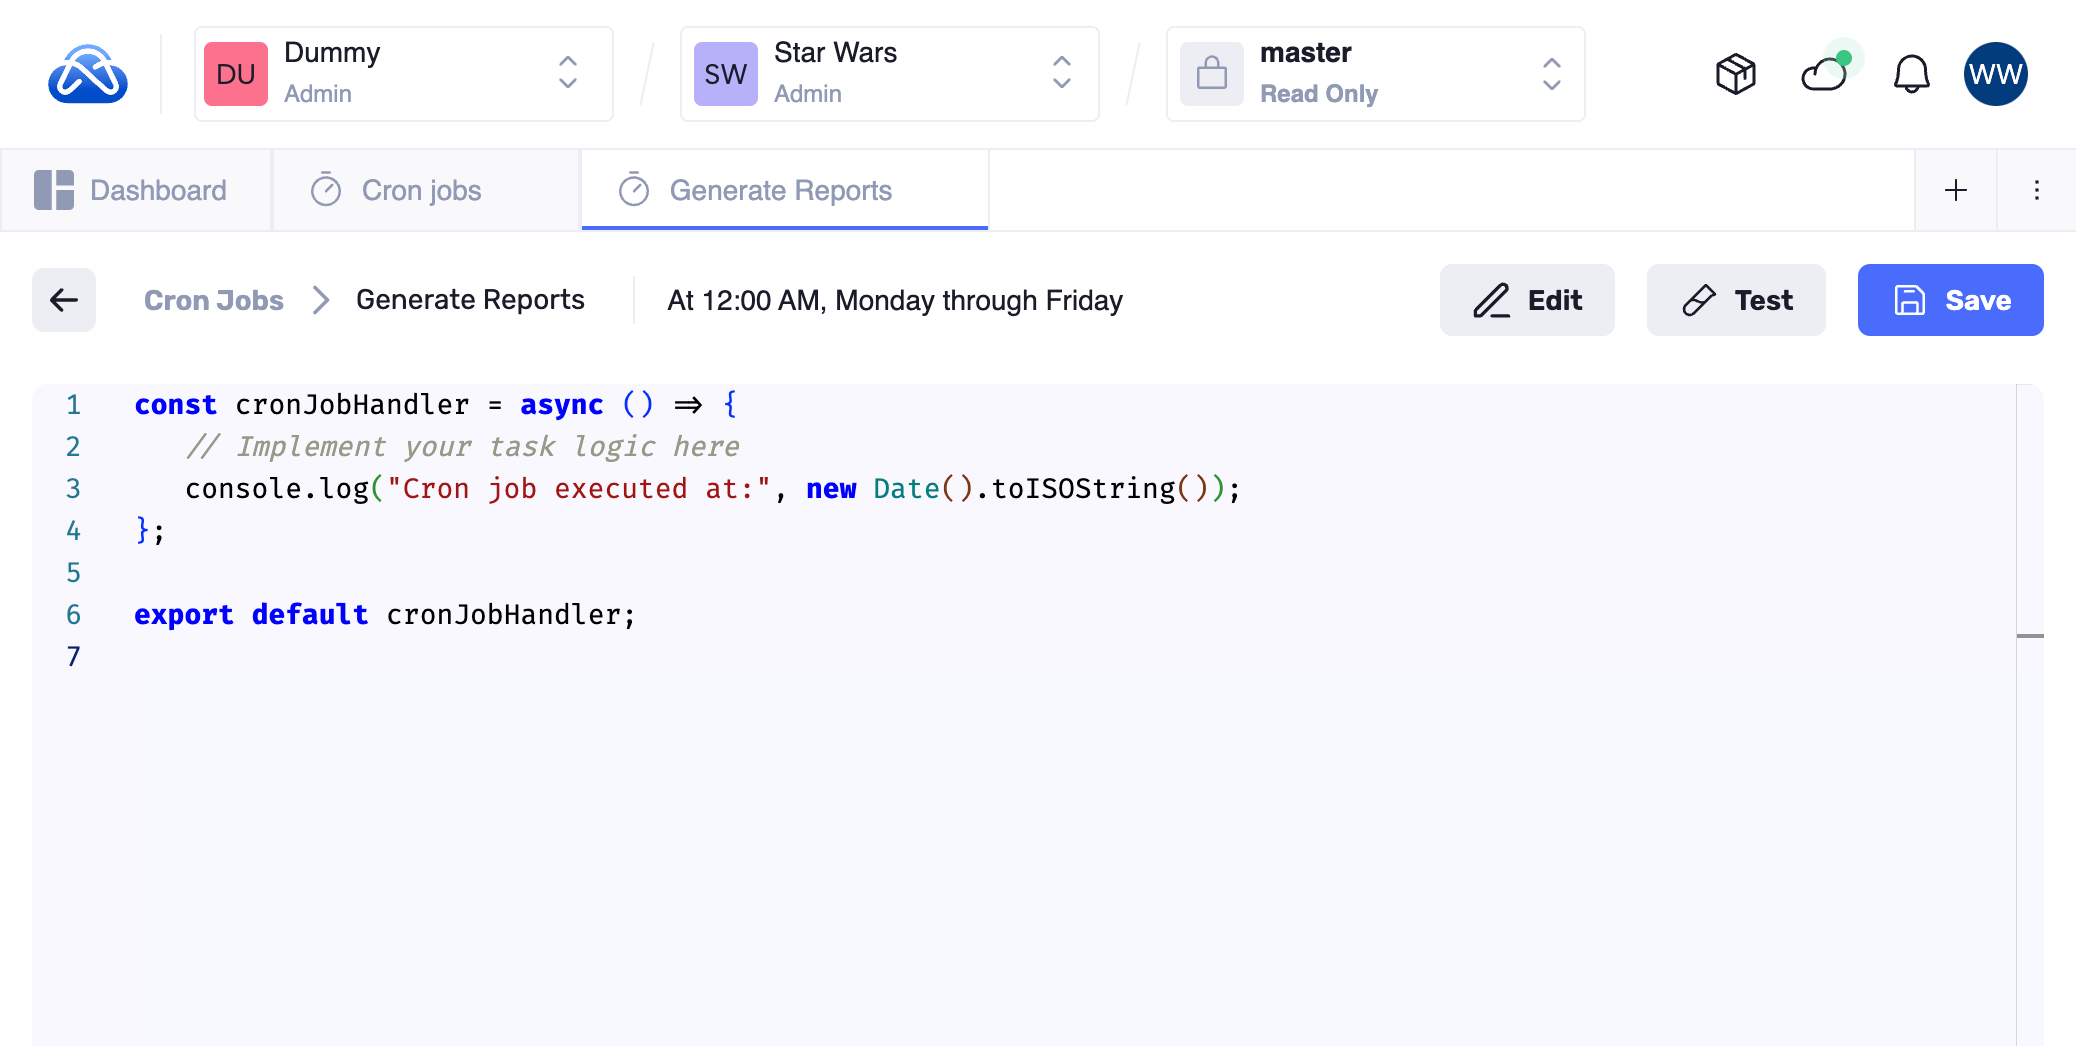 DU Dummy Admin SW Star Wars Admin master Read Only WW
Dashboard Cron jobs Generate Reports
Cron Jobs Generate Reports At 12:00 AM, Monday through Friday Edit Test Save
1 const cronJobHandler = async () => {
2 // Implement your task logic here
3 console.log("Cron job executed at:", new Date().toISOString());
4 };
5
6 export default cronJobHandler;
7